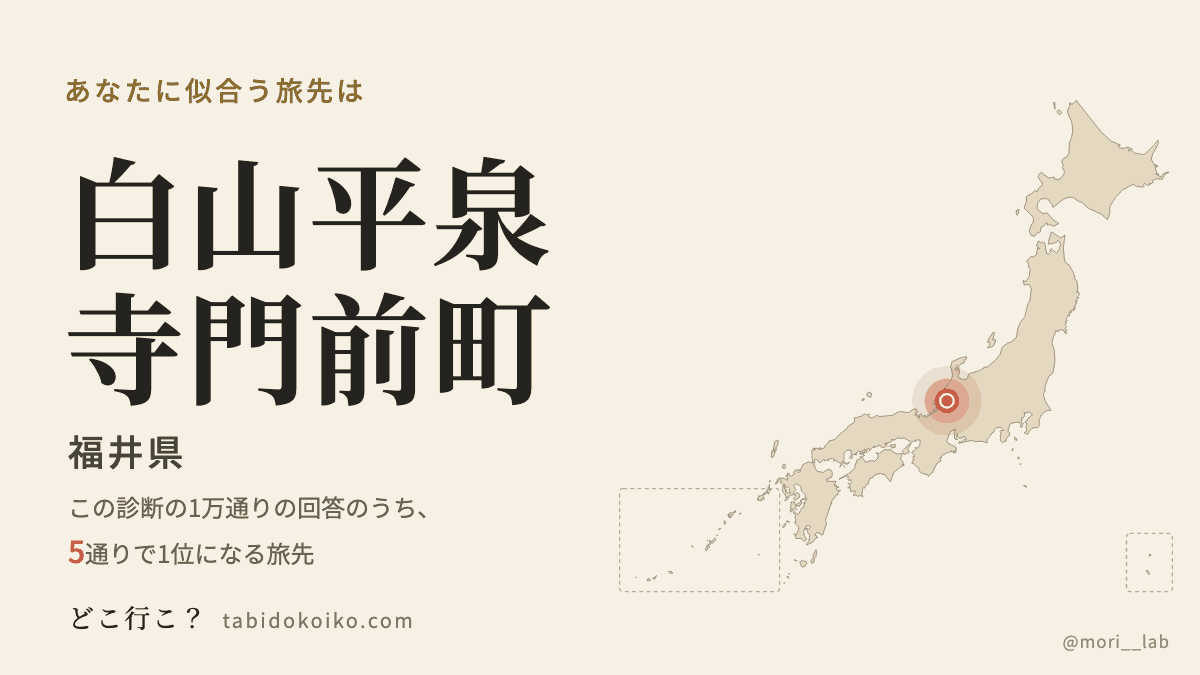 あなたに似合う旅先は
白山平泉
寺門前町
福井県
この診断の1万通りの回答のうち、
5通りで1位になる旅先
どこ行こ？ tabidokoiko.com
@mori__lab